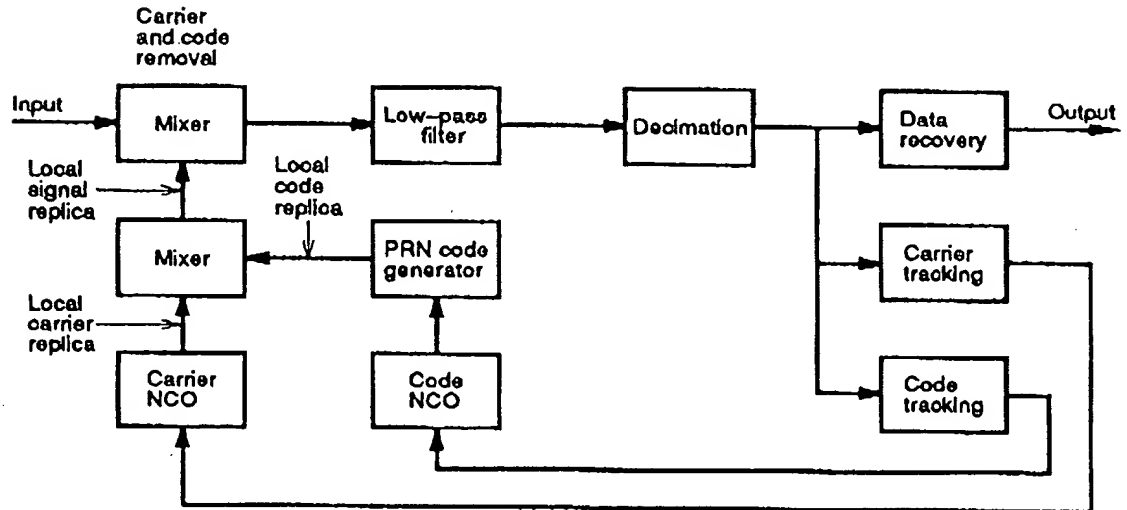 Carrier
and code
removal
Input
Mixer
Low-pass
filter
Decimation
Data
recovery
Output
Local
signal
replica
Local
code
replica
Mixer
PRN code
generator
Carrier
tracking
Local
carrier
replica
Carrier
NCO
Code
NCO
Code
tracking